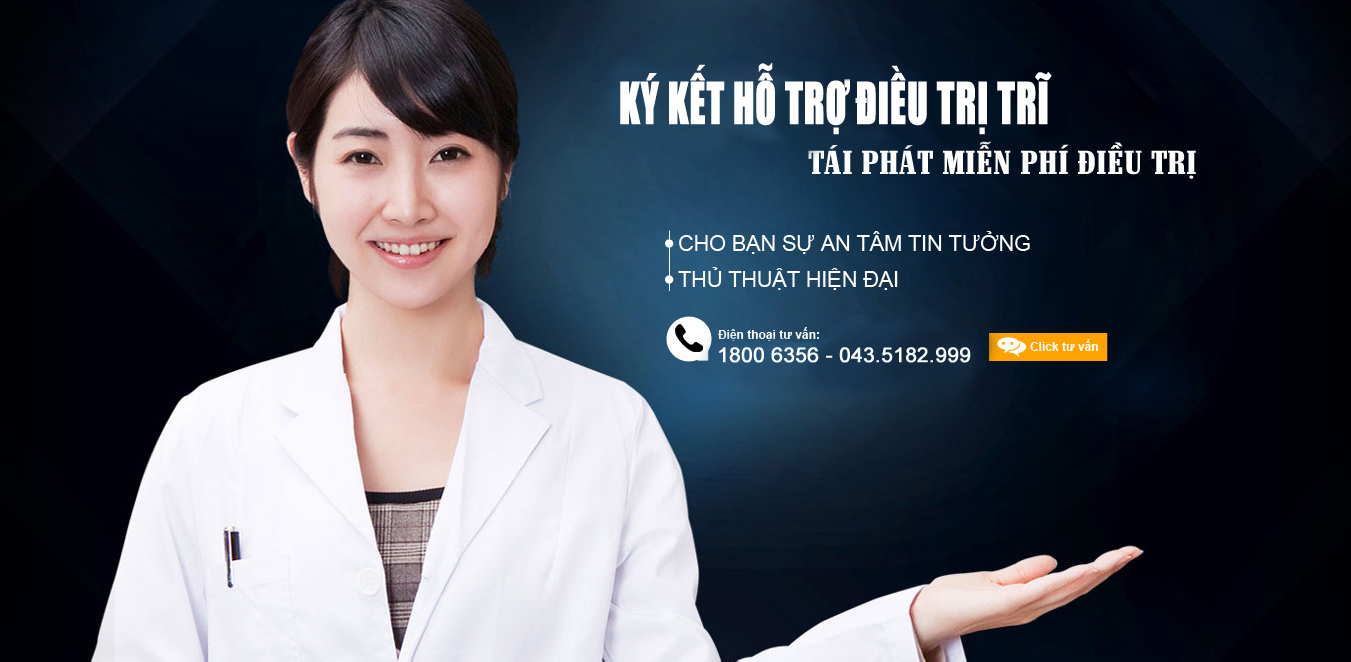 KÝ KẾT HỖ TRỢ ĐIỀU TRỊ TRĨ
TÁI PHÁT MIỄN PHÍ ĐIỀU TRỊ
CHO BẠN SỰ AN TÂM TIN TƯỞNG
THỦ THUẬT HIỆN ĐẠI
Điện thoại tư vấn:
1800 6356 - 043.5182.999
Click tư vấn